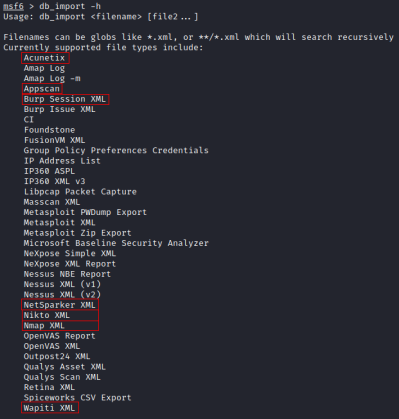 msf6 > db_import -h
Usage: db_import <filename> [file2...]
Filenames can be globs like *.xml, or **/*.xml which will search recursively
Currently supported file types include:
Acunetix
Amap Log
Amap Log -m
Appscan
Burp Session XML
Burp Issue XML
CI
Foundstone
FusionVM XML
Group Policy Preferences Credentials
IP Address List
IP360 ASPL
IP360 XML v3
Libpcap Packet Capture
Masscan XML
Metasploit PWDump Export
Metasploit XML
Metasploit Zip Export
Microsoft Baseline Security Analyzer
NeXpose Simple XML
NeXpose XML Report
Nessus NBE Report
Nessus XML (v1)
Nessus XML (v2)
NetSparker XML
Nikto XML
Nmap XML
OpenVAS Report
OpenVAS XML
Outpost24 XML
Qualys Asset XML
Qualys Scan XML
Retina XML
Spiceworks CSV Export
Wapiti XML